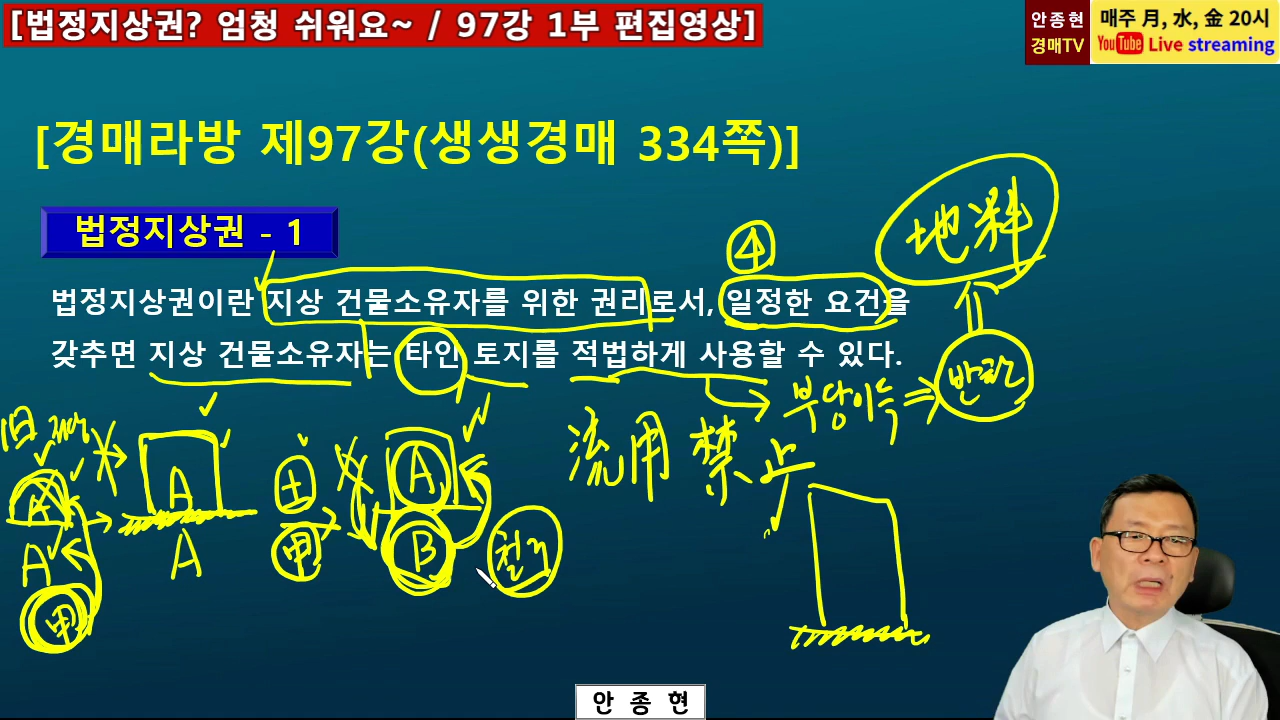 [법정지상권? 엄청 쉬워요~ / 97강 1부 편집영상]
안종현
경매TV
매주 月, 水, 金 20시
YouTube Live streaming
[경매라방 제97강(생생경매 334쪽)]
地料
법정지상권 - 1
④
법정지상권이란 지상 건물소유자를 위한 권리로서, 일정한 요건을
갖추면 지상 건물소유자는 타인 토지를 적법하게 사용할 수 있다.
부당이득 ⇒ 반환
流用 禁止
旧
A
土
A
A
A
甲
B
甲
안 종 현